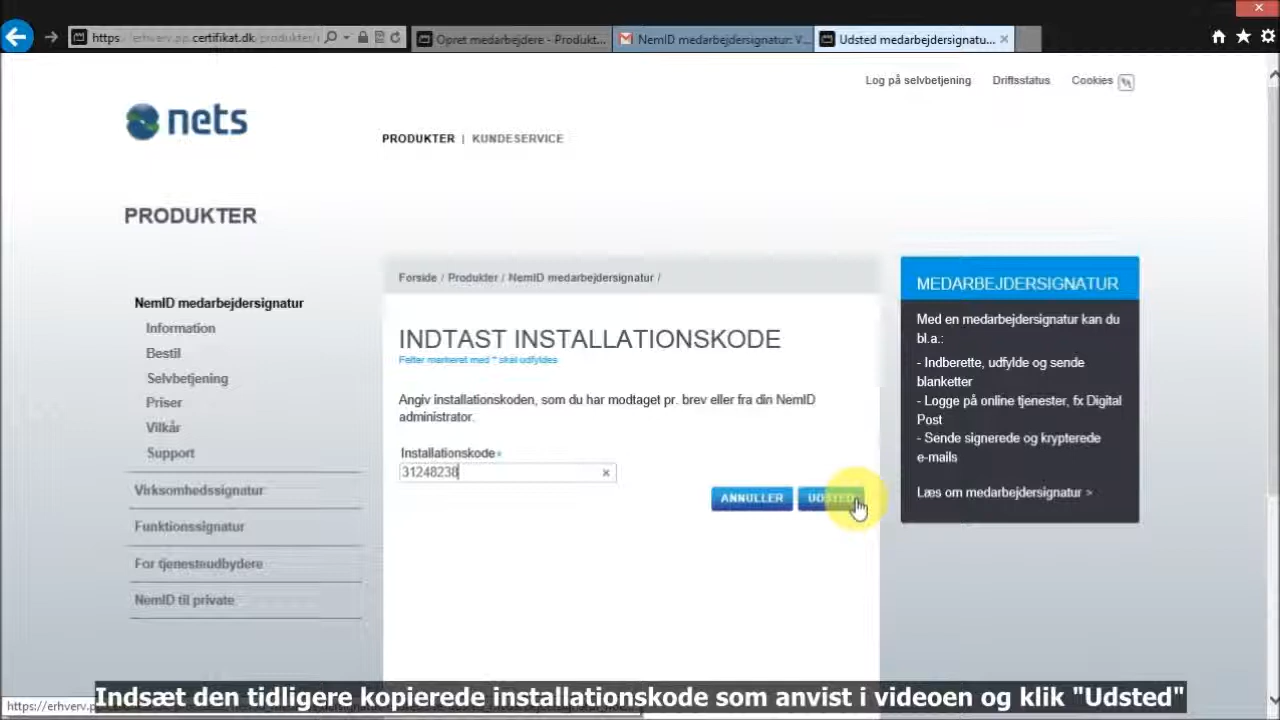 https erhverv.pp.certifikat.dk/produkter/
Opret medarbejdere - Produkt...
NemID medarbejdersignatur: V...
Udsted medarbejdersignatu...
Log på selvbetjening
Driftsstatus
Cookies
nets
PRODUKTER | KUNDESERVICE
PRODUKTER
NemID medarbejdersignatur
Information
Bestil
Selvbetjening
Priser
Vilkår
Support
Virksomhedssignatur
Funktionssignatur
For tjenesteudbydere
NemID til private
Forside / Produkter / NemID medarbejdersignatur /
INDTAST INSTALLATIONSKODE
Felter markeret med * skal udfyldes
Angiv installationskoden, som du har modtaget pr. brev eller fra din NemID
administrator.
Installationskode*
31248238
ANNULLER
UDSTED
MEDARBEJDERSIGNATUR
Med en medarbejdersignatur kan du
bl.a.:
- Indberette, udfylde og sende
blanketter
- Logge på online tjenester, fx Digital
Post
- Sende signerede og krypterede
e-mails
Læs om medarbejdersignatur >
https://erhverv.p
Indsæt den tidligere kopierede installationskode som anvist i videoen og klik "Udsted"